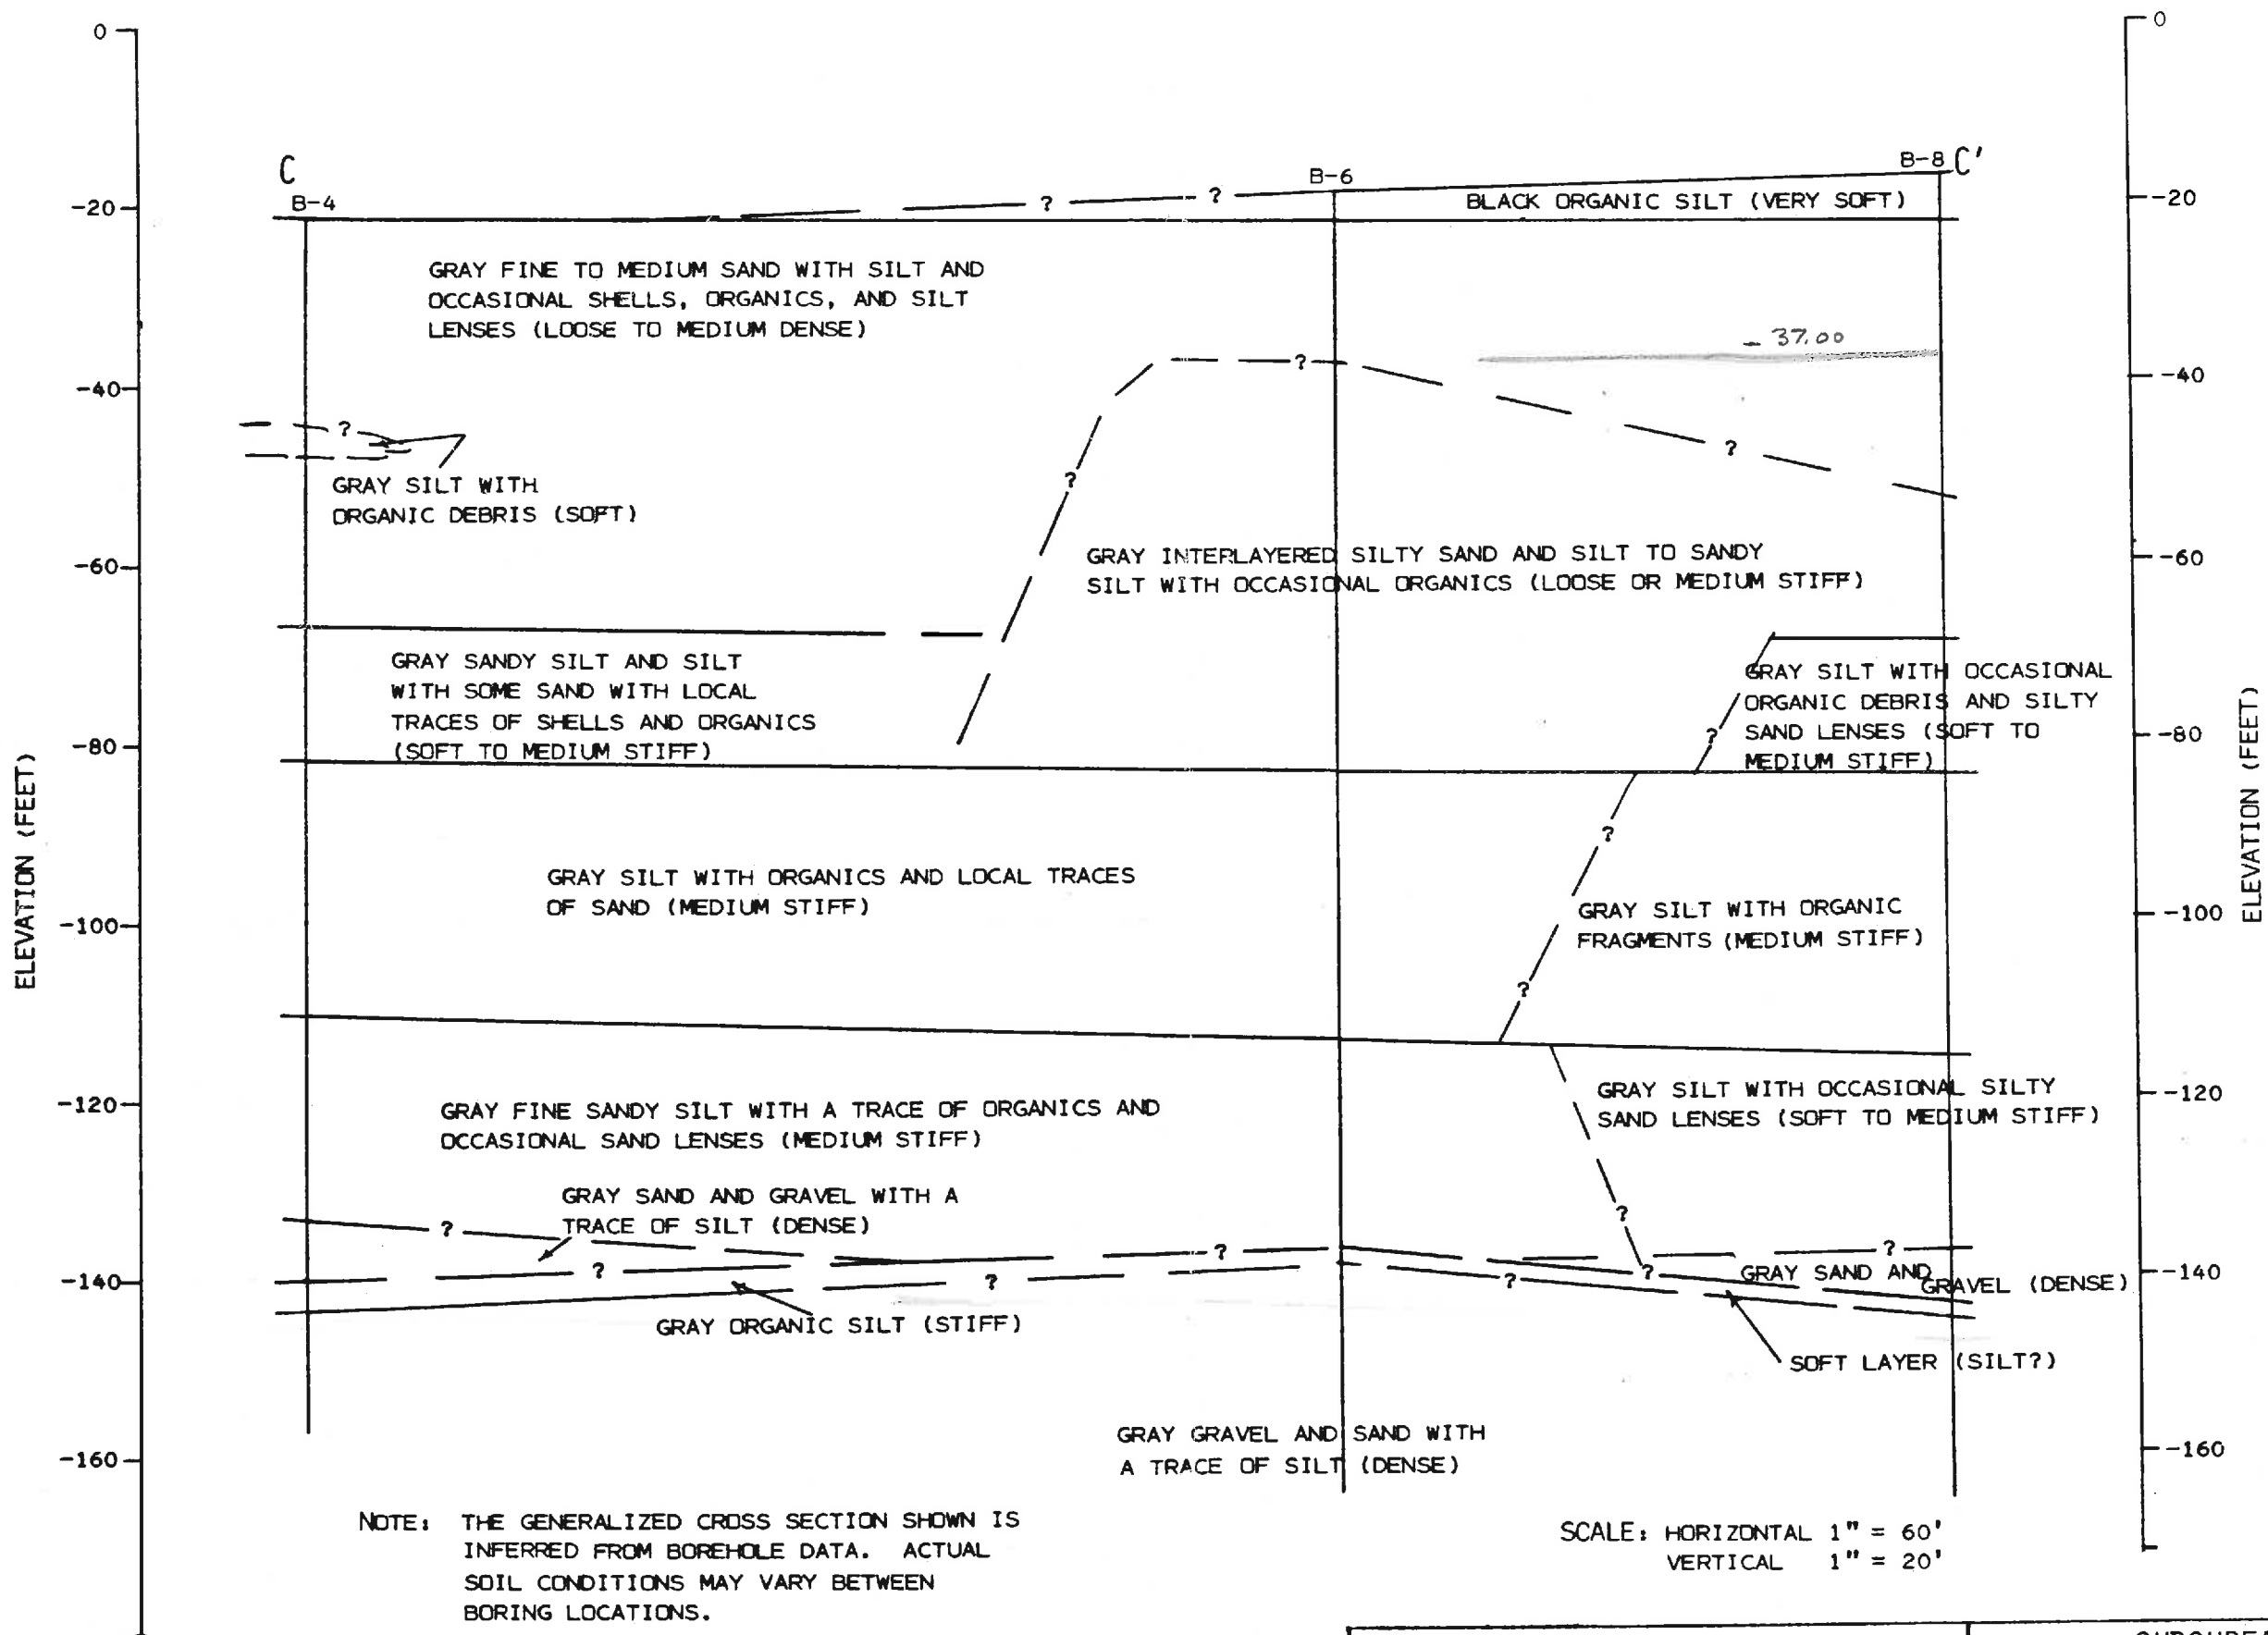 0
0
C
B-4
B-6
B-8 C'
?
?
BLACK ORGANIC SILT (VERY SOFT)
-20
-20
GRAY FINE TO MEDIUM SAND WITH SILT AND
OCCASIONAL SHELLS, ORGANICS, AND SILT
LENSES (LOOSE TO MEDIUM DENSE)
- 37.00
?
-40
-40
?
?
?
GRAY SILT WITH
ORGANIC DEBRIS (SOFT)
GRAY INTERLAYERED SILTY SAND AND SILT TO SANDY
SILT WITH OCCASIONAL ORGANICS (LOOSE OR MEDIUM STIFF)
-60
-60
GRAY SANDY SILT AND SILT
WITH SOME SAND WITH LOCAL
TRACES OF SHELLS AND ORGANICS
(SOFT TO MEDIUM STIFF)
GRAY SILT WITH OCCASIONAL
ORGANIC DEBRIS AND SILTY
SAND LENSES (SOFT TO
MEDIUM STIFF)
?
-80
-80
ELEVATION (FEET)
ELEVATION (FEET)
?
GRAY SILT WITH ORGANICS AND LOCAL TRACES
OF SAND (MEDIUM STIFF)
GRAY SILT WITH ORGANIC
FRAGMENTS (MEDIUM STIFF)
-100
-100
?
GRAY FINE SANDY SILT WITH A TRACE OF ORGANICS AND
OCCASIONAL SAND LENSES (MEDIUM STIFF)
GRAY SILT WITH OCCASIONAL SILTY
SAND LENSES (SOFT TO MEDIUM STIFF)
-120
-120
GRAY SAND AND GRAVEL WITH A
TRACE OF SILT (DENSE)
?
?
?
?
?
?
?
?
GRAY SAND AND
GRAVEL (DENSE)
-140
-140
GRAY ORGANIC SILT (STIFF)
SOFT LAYER (SILT?)
GRAY GRAVEL AND SAND WITH
A TRACE OF SILT (DENSE)
-160
-160
NOTE: THE GENERALIZED CROSS SECTION SHOWN IS
INFERRED FROM BOREHOLE DATA. ACTUAL
SOIL CONDITIONS MAY VARY BETWEEN
BORING LOCATIONS.
SCALE: HORIZONTAL 1" = 60'
VERTICAL 1" = 20'